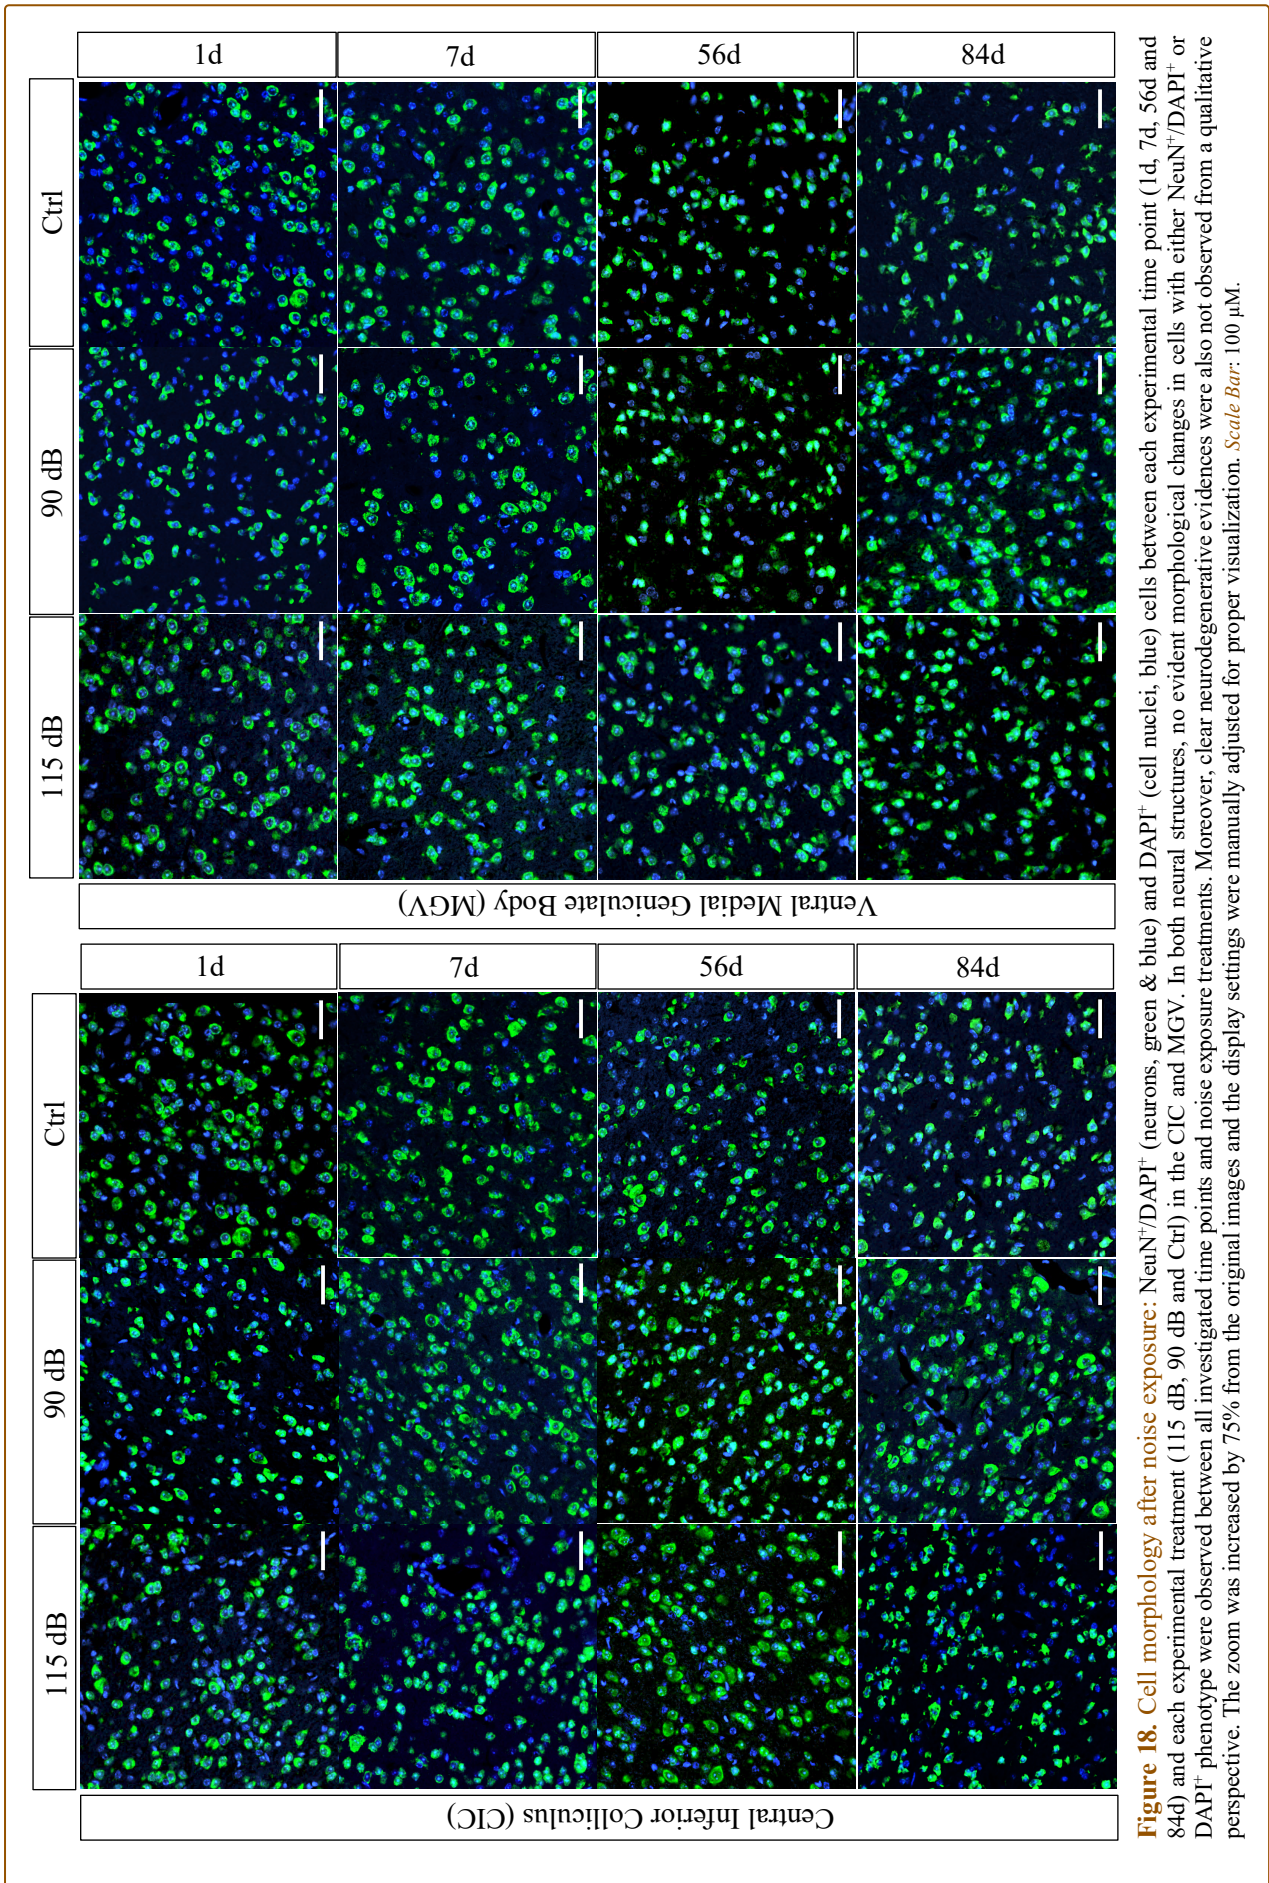 115 dB
90 dB
Ctrl
115 dB
90 dB
Ctrl
Central Inferior Colliculus (CIC)
1d
7d
56d
84d
Ventral Medial Geniculate Body (MGV)
1d
7d
56d
84d
Figure 18. Cell morphology after noise exposure: NeuN⁺/DAPI⁺ (neurons, green & blue) and DAPI⁺ (cell nuclei, blue) cells between each experimental time point (1d, 7d, 56d and
84d) and each experimental treatment (115 dB, 90 dB and Ctrl) in the CIC and MGV. In both neural structures, no evident morphological changes in cells with either NeuN⁺/DAPI⁺ or
DAPI⁺ phenotype were observed between all investigated time points and noise exposure treatments. Moreover, clear neurodegenerative evidences were also not observed from a qualitative
perspective. The zoom was increased by 75% from the original images and the display settings were manually adjusted for proper visualization. Scale Bar: 100 μM.